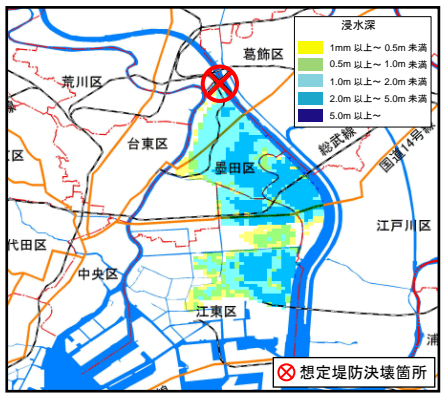 浸水深
1mm 以上～ 0.5m 未満
0.5m 以上～ 1.0m 未満
1.0m 以上～ 2.0m 未満
2.0m 以上～ 5.0m 未満
5.0m 以上～
葛飾区
荒川区
台東区
総武線
国道14号線
墨田区
江戸川区
代田区
中央区
江東区
浦
想定堤防決壊箇所